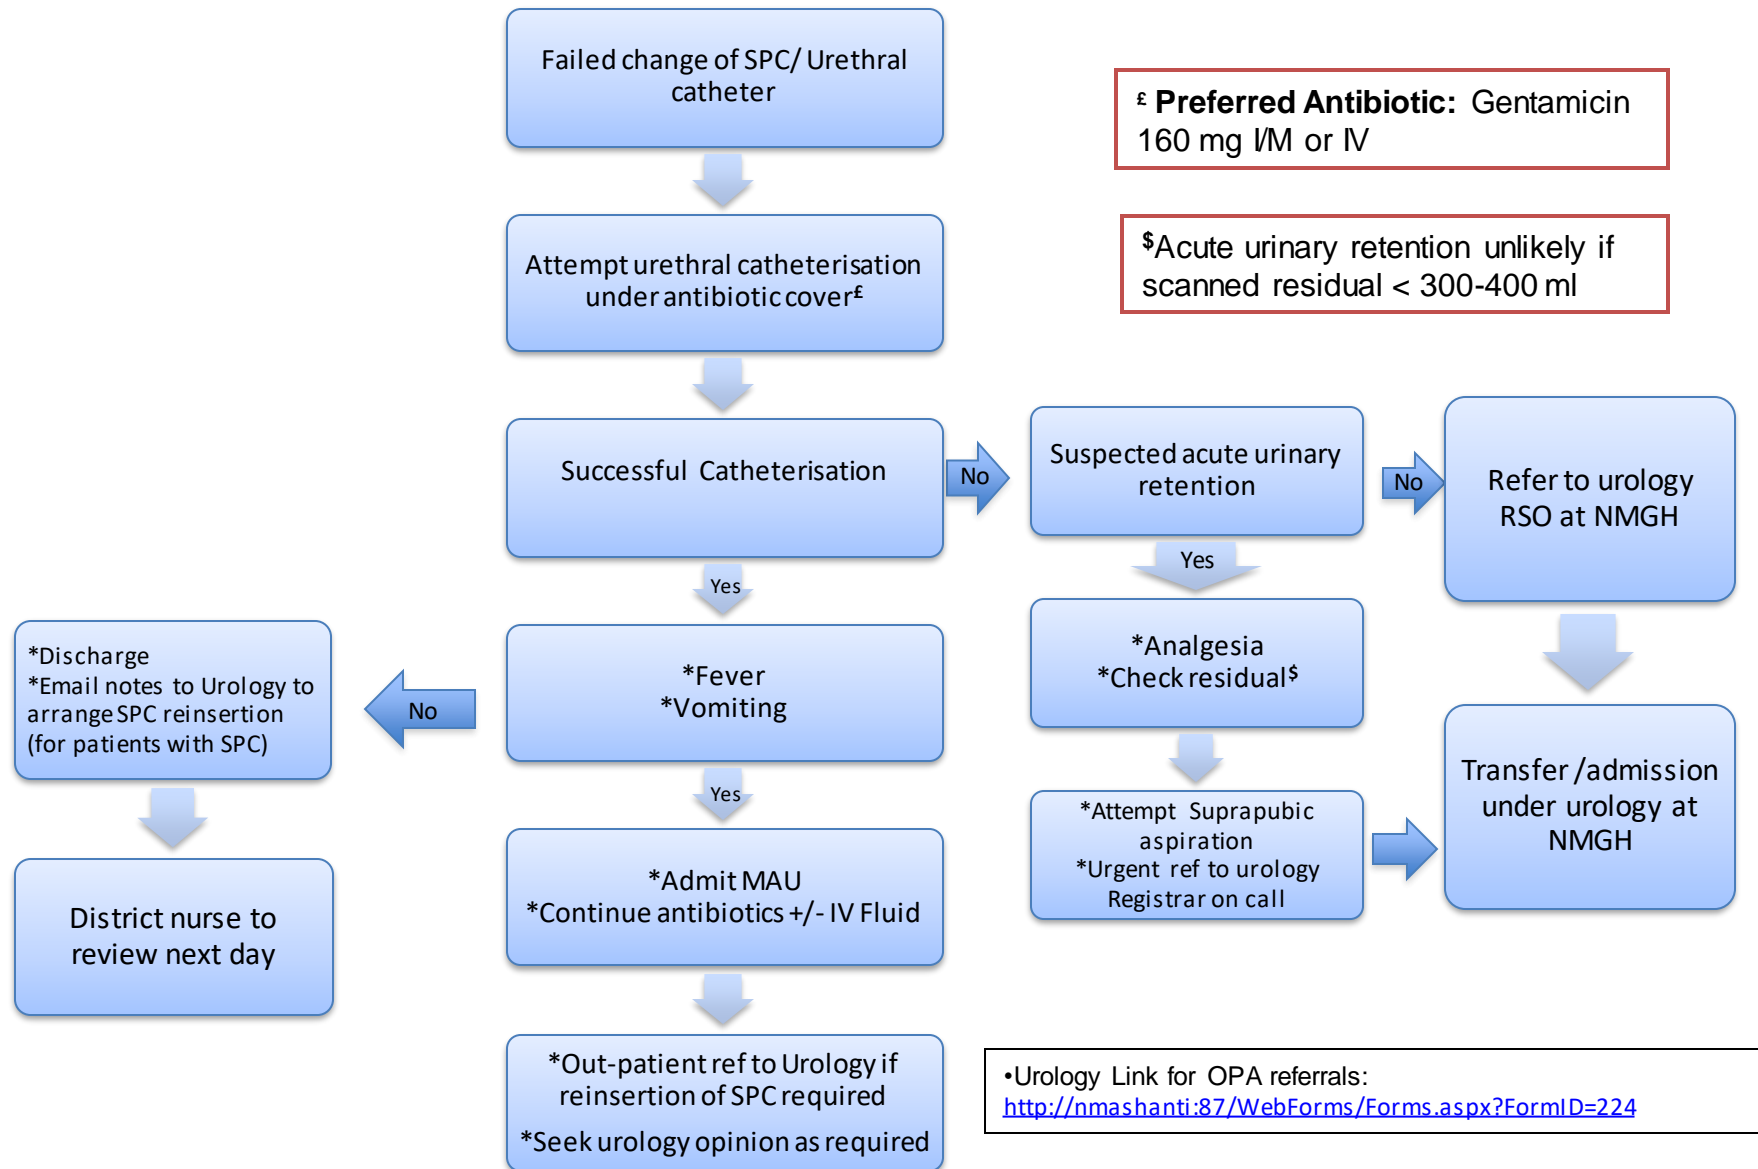 Failed change of SPC/ Urethral
catheter
£ Preferred Antibiotic: Gentamicin
160 mg I/M or IV
Attempt urethral catheterisation
under antibiotic cover£
$Acute urinary retention unlikely if
scanned residual < 300-400 ml
Successful Catheterisation
No
Suspected acute urinary
retention
No
Refer to urology
RSO at NMGH
Yes
Yes
*Fever
*Vomiting
No
*Discharge
*Email notes to Urology to
arrange SPC reinsertion
(for patients with SPC)
*Analgesia
*Check residual$
Yes
*Attempt Suprapubic
aspiration
*Urgent ref to urology
Registrar on call
Transfer /admission
under urology at
NMGH
*Admit MAU
*Continue antibiotics +/- IV Fluid
District nurse to
review next day
*Out-patient ref to Urology if
reinsertion of SPC required
*Seek urology opinion as required
•Urology Link for OPA referrals:
http://nmashanti:87/WebForms/Forms.aspx?FormID=224